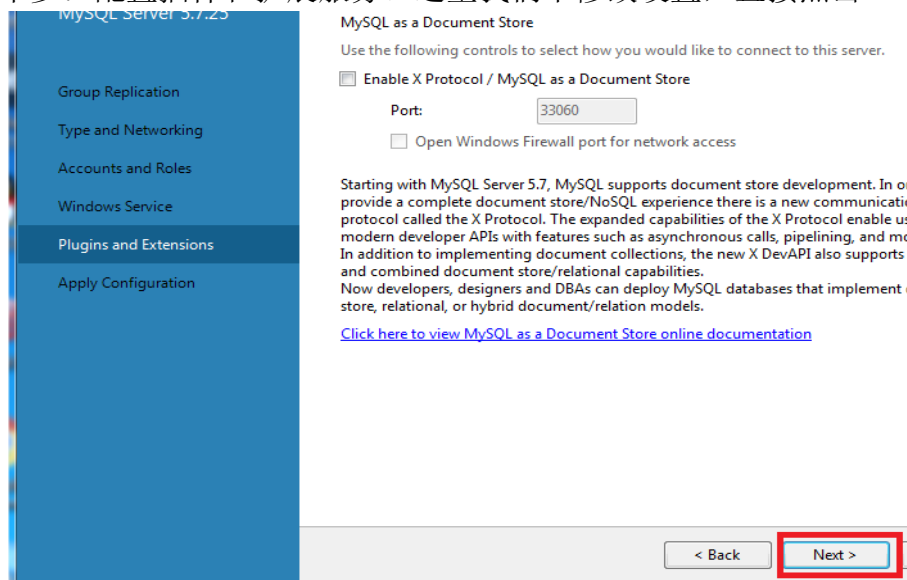 MySQL Server 5.7.25
Group Replication
Type and Networking
Accounts and Roles
Windows Service
Plugins and Extensions
Apply Configuration
MySQL as a Document Store
Use the following controls to select how you would like to connect to this server.
Enable X Protocol / MySQL as a Document Store
Port: 33060
Open Windows Firewall port for network access
Starting with MySQL Server 5.7, MySQL supports document store development. In
provide a complete document store/NoSQL experience there is a new
protocol called the X Protocol. The expanded capabilities of the X Protocol enable
modern developer APIs with features such as asynchronous calls, pipelining, and
In addition to implementing document collections, the new X DevAPI also supports
and combined document store/relational capabilities.
Now developers, designers and DBAs can deploy MySQL databases that implement
store, relational, or hybrid document/relation models.
Click here to view MySQL as a Document Store online documentation
< Back Next >